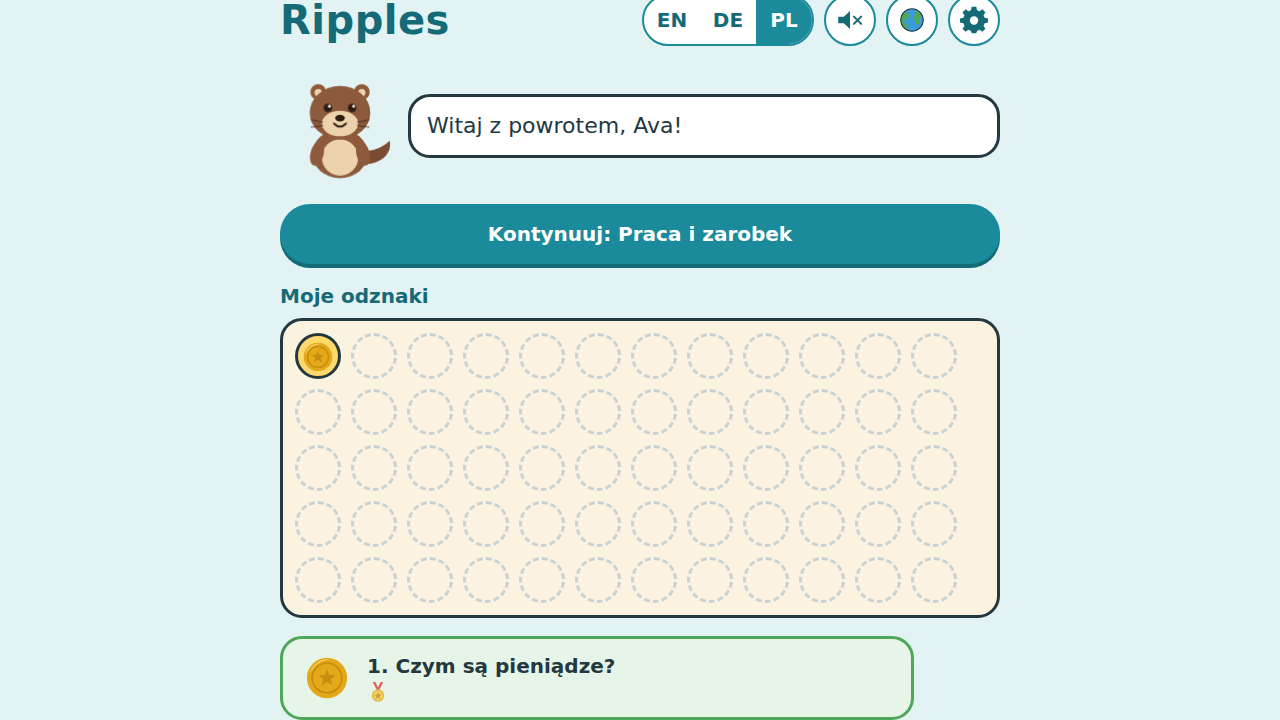 Ripples
EN DE PL
Witaj z powrotem, Ava!
Kontynuuj: Praca i zarobek
Moje odznaki
1. Czym są pieniądze?